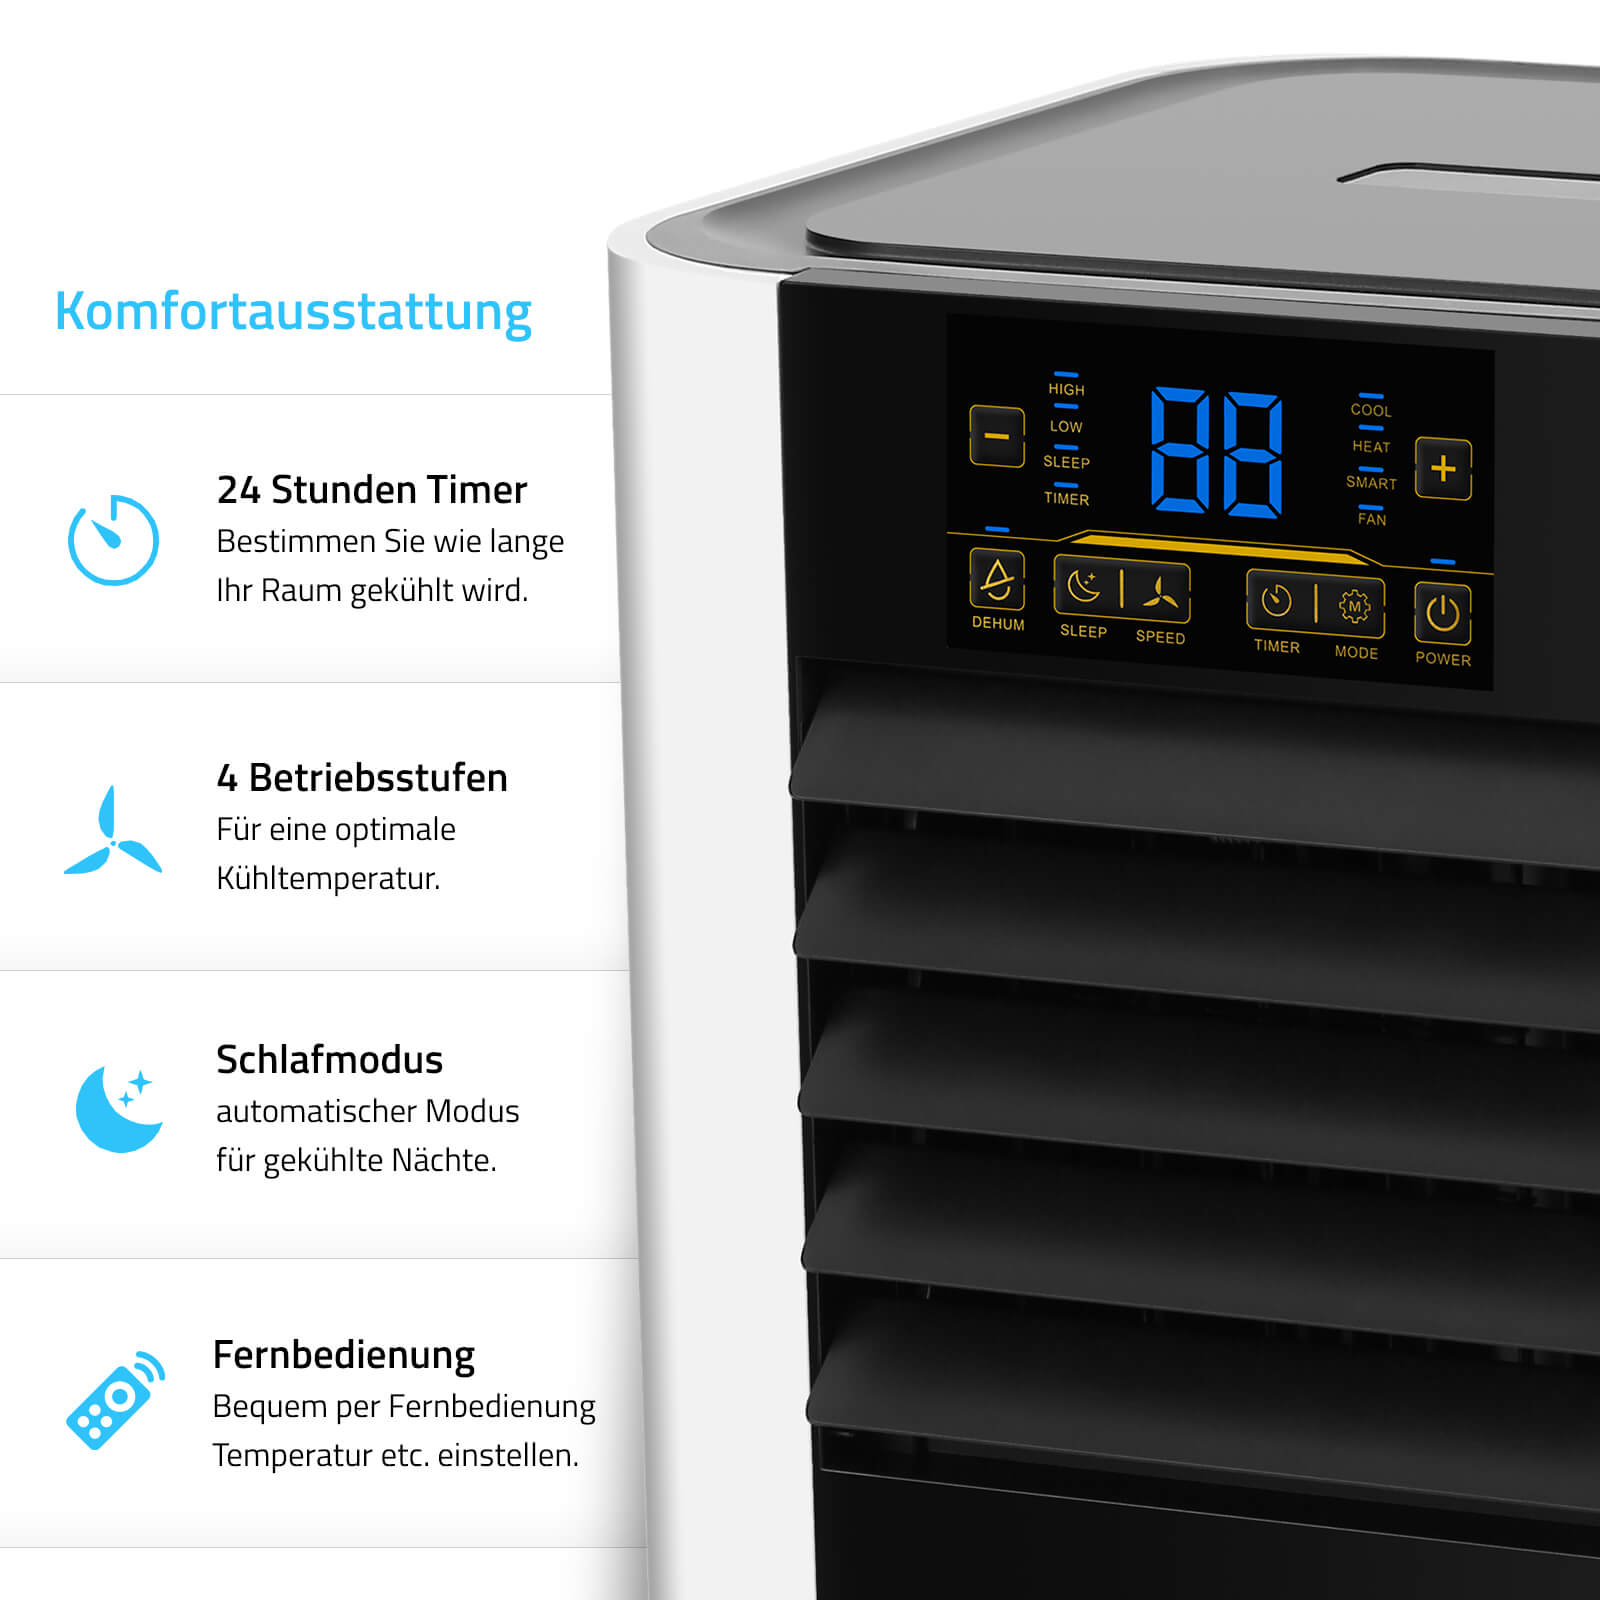 Komfortausstattung
24 Stunden Timer
Bestimmen Sie wie lange
Ihr Raum gekühlt wird.
4 Betriebsstufen
Für eine optimale
Kühltemperatur.
Schlafmodus
automatischer Modus
für gekühlte Nächte.
Fernbedienung
Bequem per Fernbedienung
Temperatur etc. einstellen.
HIGH
LOW
SLEEP
TIMER
88
COOL
HEAT
SMART
FAN
- +
M
DEHUM SLEEP SPEED TIMER MODE POWER